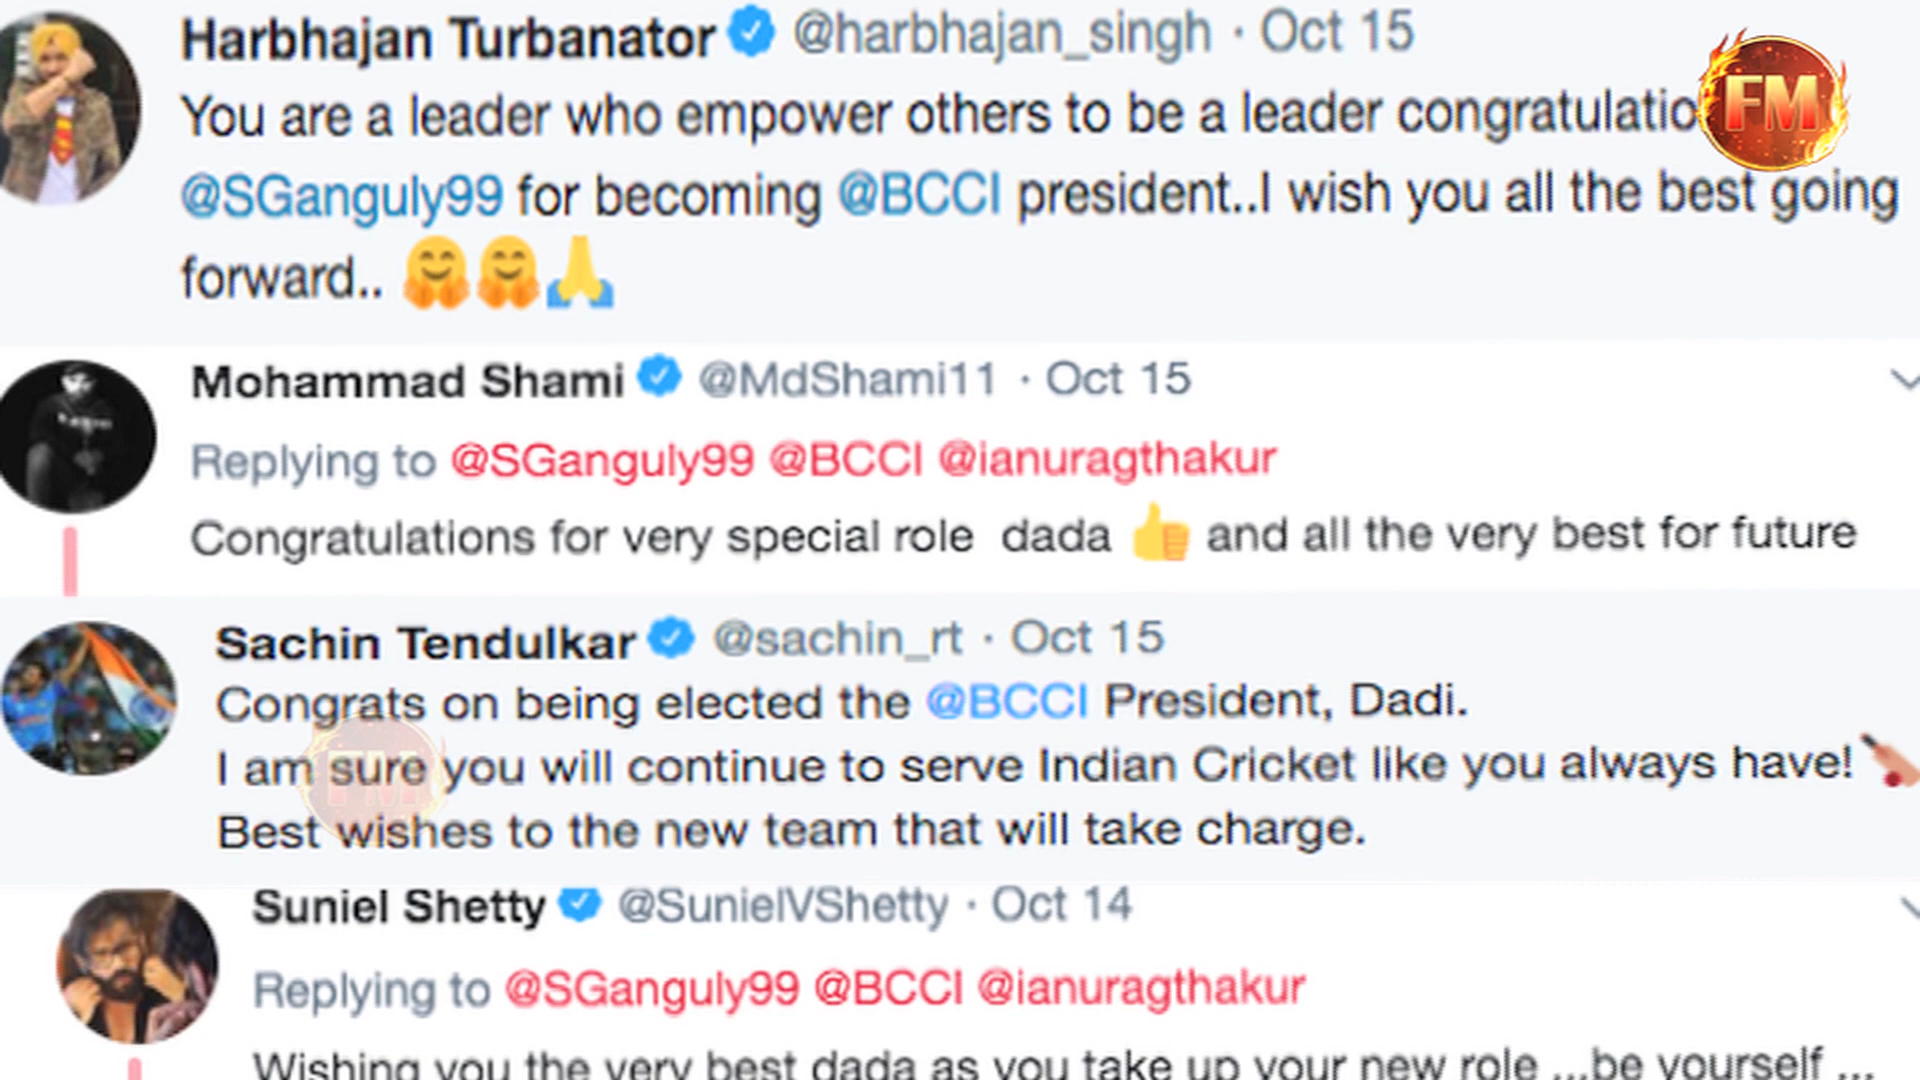 Harbhajan Turbanator @harbhajan_singh · Oct 15
You are a leader who empower others to be a leader congratulatio
FM
@SGanguly99 for becoming @BCCI president..I wish you all the best going
forward.. 🤗🤗🙏
Mohammad Shami @MdShami11 · Oct 15
Replying to @SGanguly99 @BCCI @ianuragthakur
Congratulations for very special role dada 👍 and all the very best for future
Sachin Tendulkar @sachin_rt · Oct 15
Congrats on being elected the @BCCI President, Dadi.
I am sure you will continue to serve Indian Cricket like you always have! 🏏
FM
Best wishes to the new team that will take charge.
Suniel Shetty @SunielVShetty · Oct 14
Replying to @SGanguly99 @BCCI @ianuragthakur
Wishing you the very best dada as you take up your new role ...be yourself ...